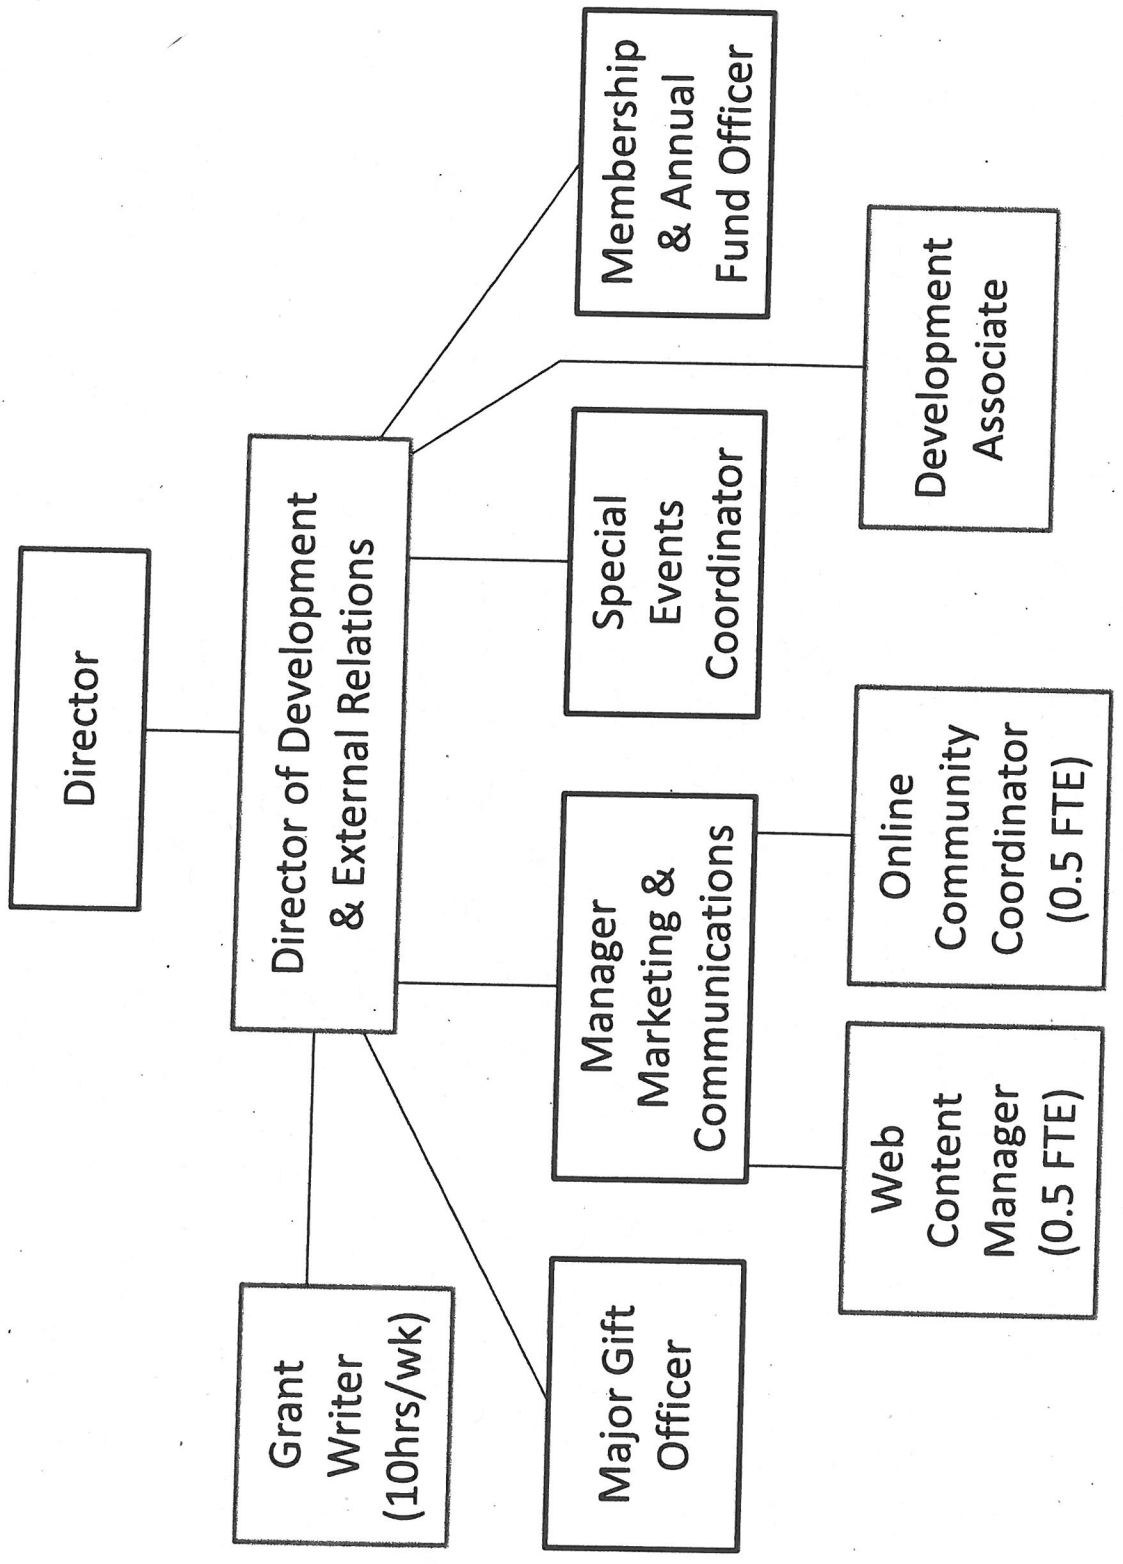 Director
Director of Development
& External Relations
Grant
Writer
(10hrs/wk)
Major Gift
Officer
Manager
Marketing &
Communications
Special
Events
Coordinator
Membership
& Annual
Fund Officer
Web
Content
Manager
(0.5 FTE)
Online
Community
Coordinator
(0.5 FTE)
Development
Associate